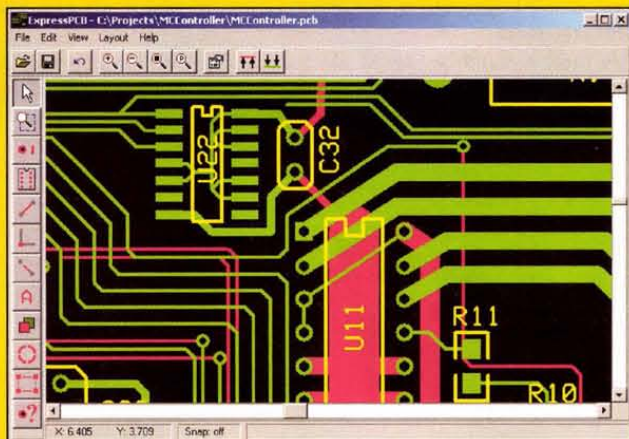 ExpressPCB - C:\Projects\MCController\MCController.pcb
File Edit View Layout Help
U22
C32
U11
R11
R10
X: 6.405 Y: 3.709 Snap: off